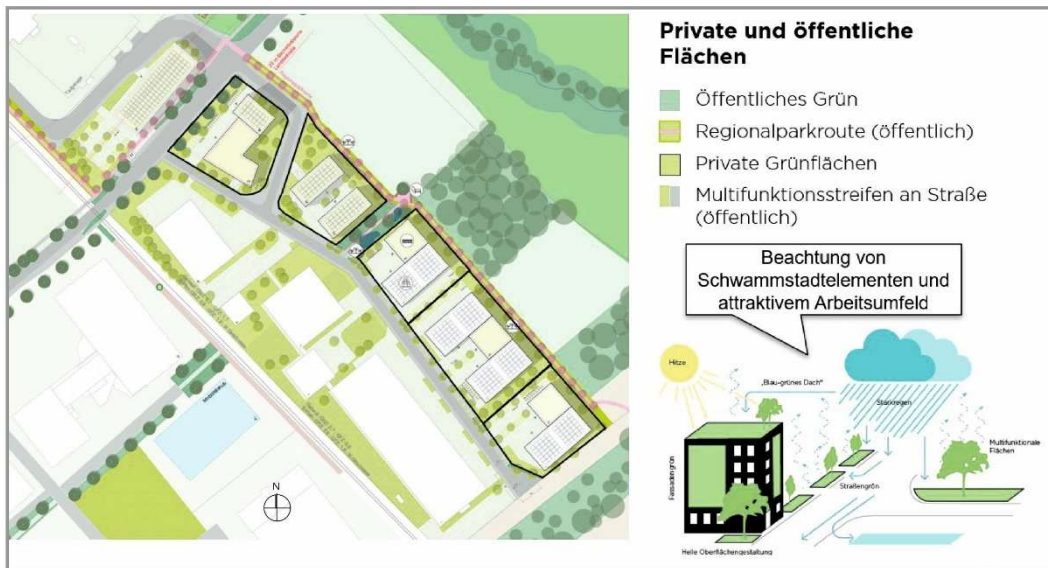 Private und öffentliche
Flächen
Öffentliches Grün
Regionalparkroute (öffentlich)
Private Grünflächen
Multifunktionsstreifen an Straße
(öffentlich)
Beachtung von
Schwammstadtelementen und
attraktivem Arbeitsumfeld
Hitze
„Blau-grünes Dach“
Starkregen
Multifunktionale
Flächen
Fassadengrün
Straßengrün
Helle Oberflächengestaltung
N